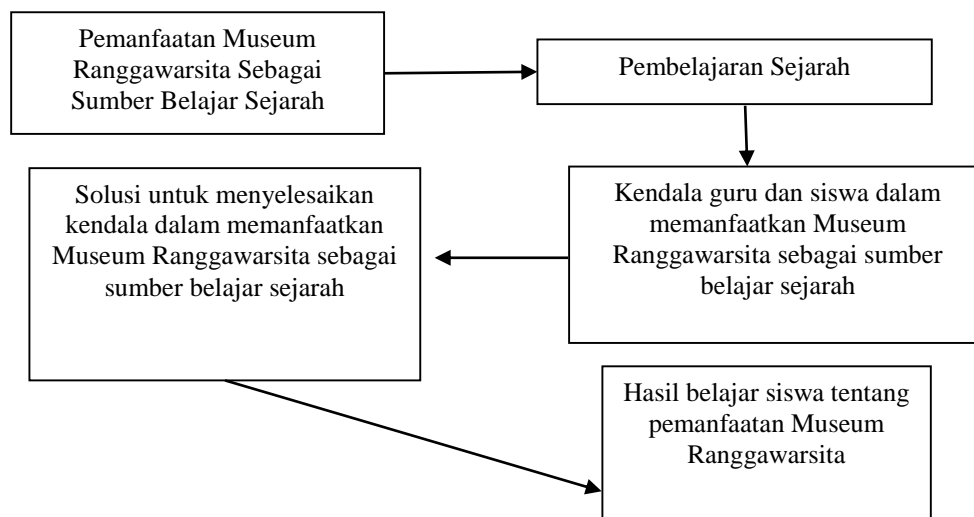 Pemanfaatan Museum
Ranggawarsita Sebagai
Sumber Belajar Sejarah
Pembelajaran Sejarah
Kendala guru dan siswa dalam
memanfaatkan Museum
Ranggawarsita sebagai sumber
belajar sejarah
Solusi untuk menyelesaikan
kendala dalam memanfaatkan
Museum Ranggawarsita sebagai
sumber belajar sejarah
Hasil belajar siswa tentang
pemanfaatan Museum
Ranggawarsita